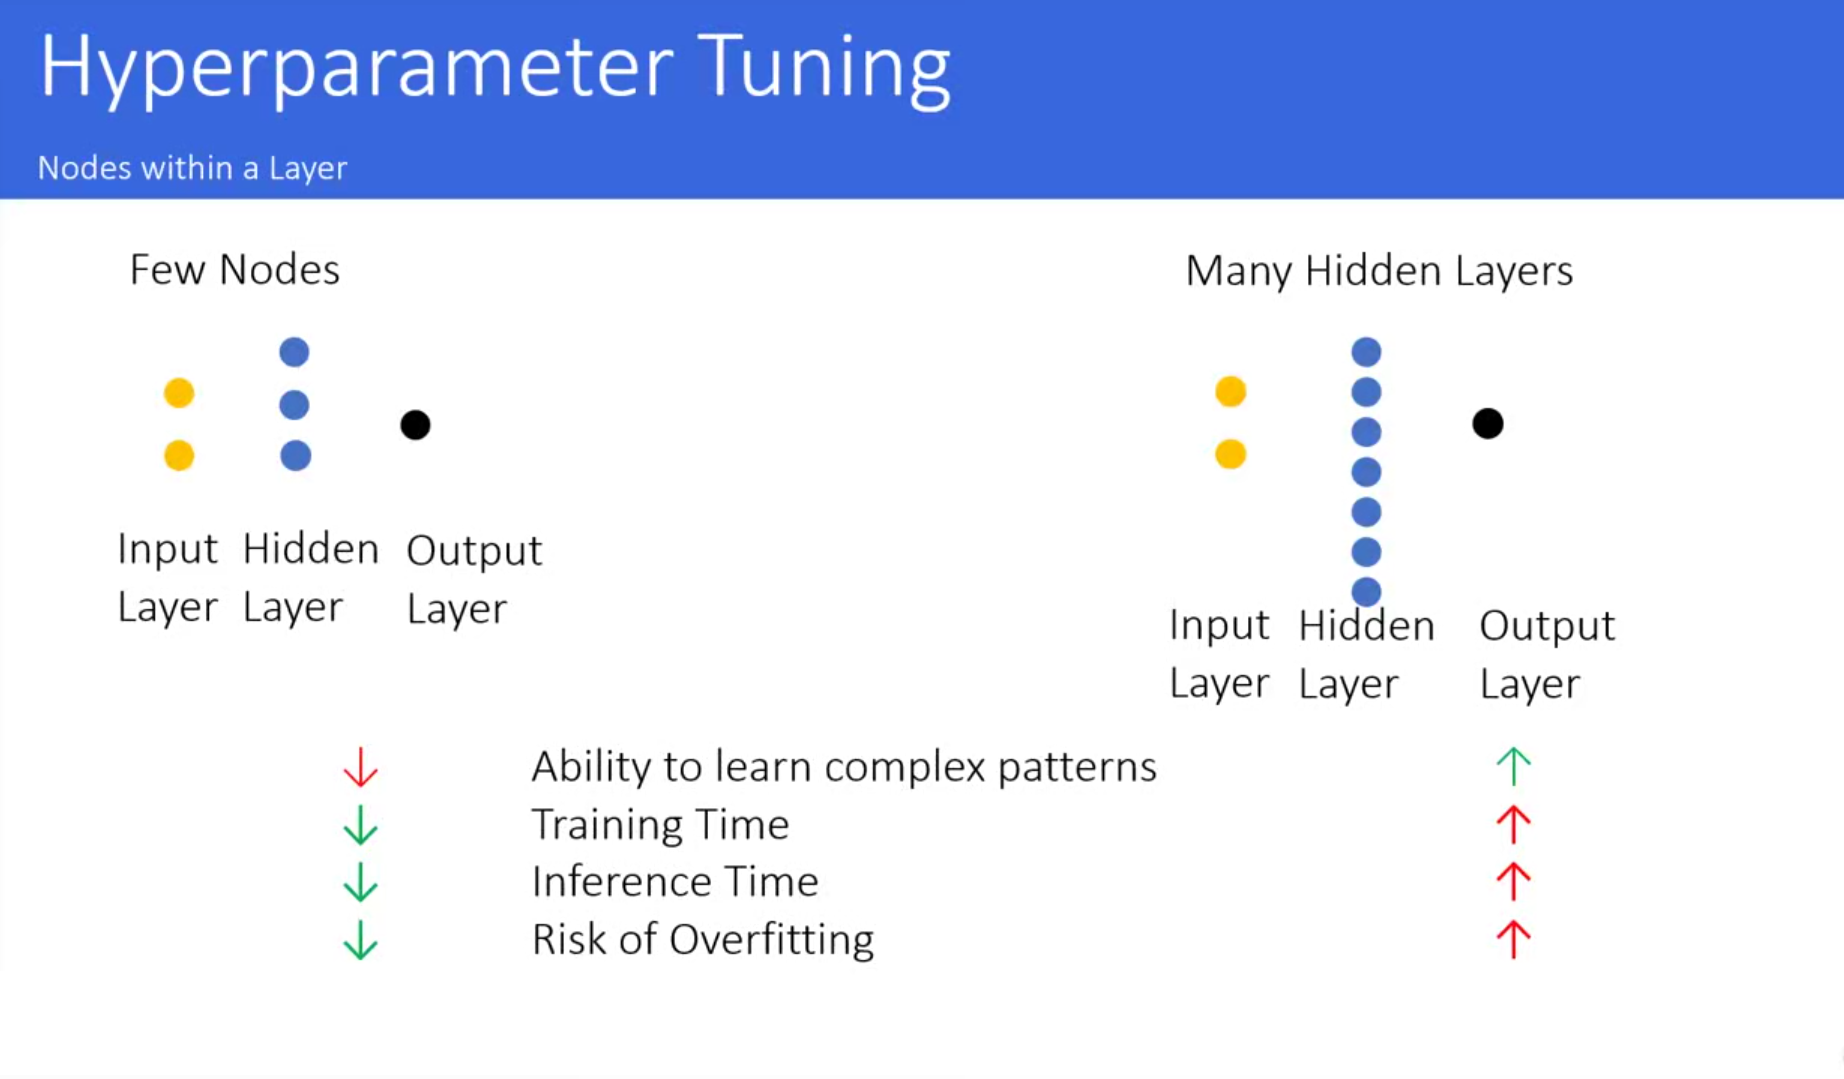 Hyperparameter Tuning
Nodes within a Layer
Few Nodes
Input Hidden Output
Layer Layer Layer
Many Hidden Layers
Input Hidden Output
Layer Layer Layer
↓ Ability to learn complex patterns ↑
↓ Training Time ↑
↓ Inference Time ↑
↓ Risk of Overfitting ↑